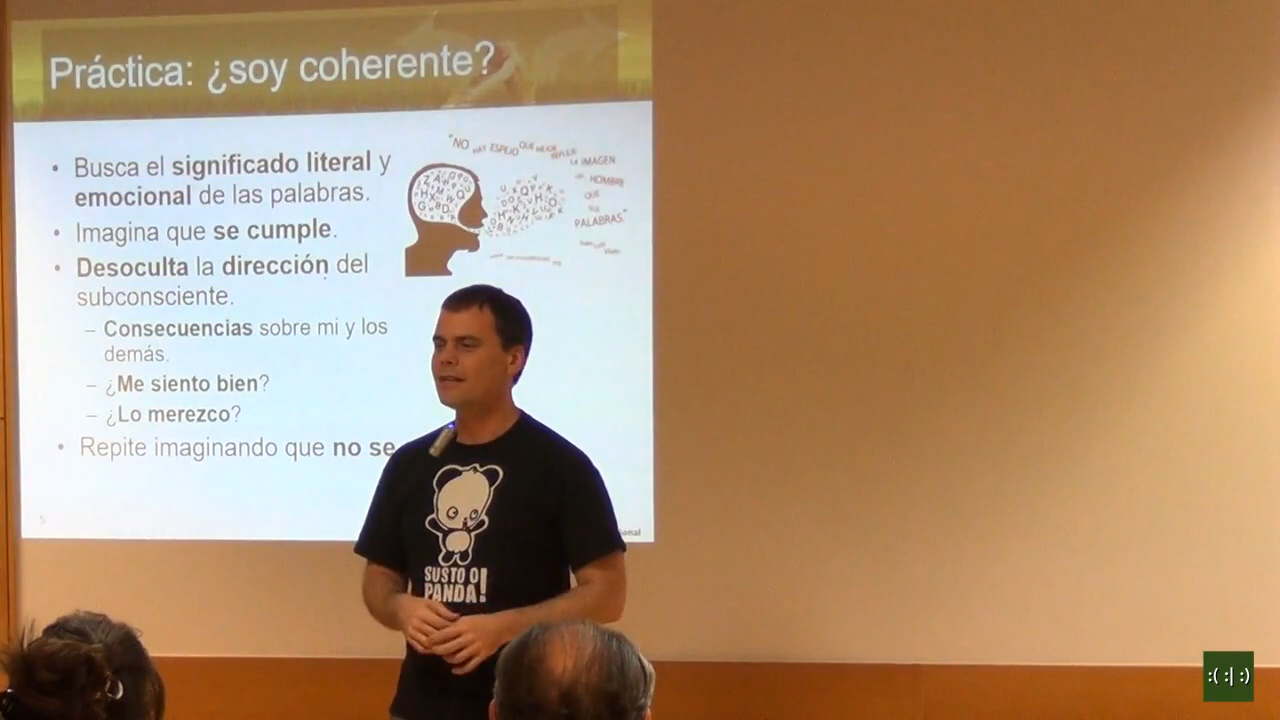 Práctica: ¿soy coherente?
• Busca el significado literal y
emocional de las palabras.
• Imagina que se cumple.
• Desoculta la dirección del
subconsciente.
– Consecuencias sobre mi y los
demás.
– ¿Me siento bien?
– ¿Lo merezco?
• Repite imaginando que no se
"NO HAY ESPEJO QUE MEJOR
REFLEJE
LA IMAGEN
DEL HOMBRE
QUE
SUS
PALABRAS."
5
SUSTO O
PANDA!
:( :| :)